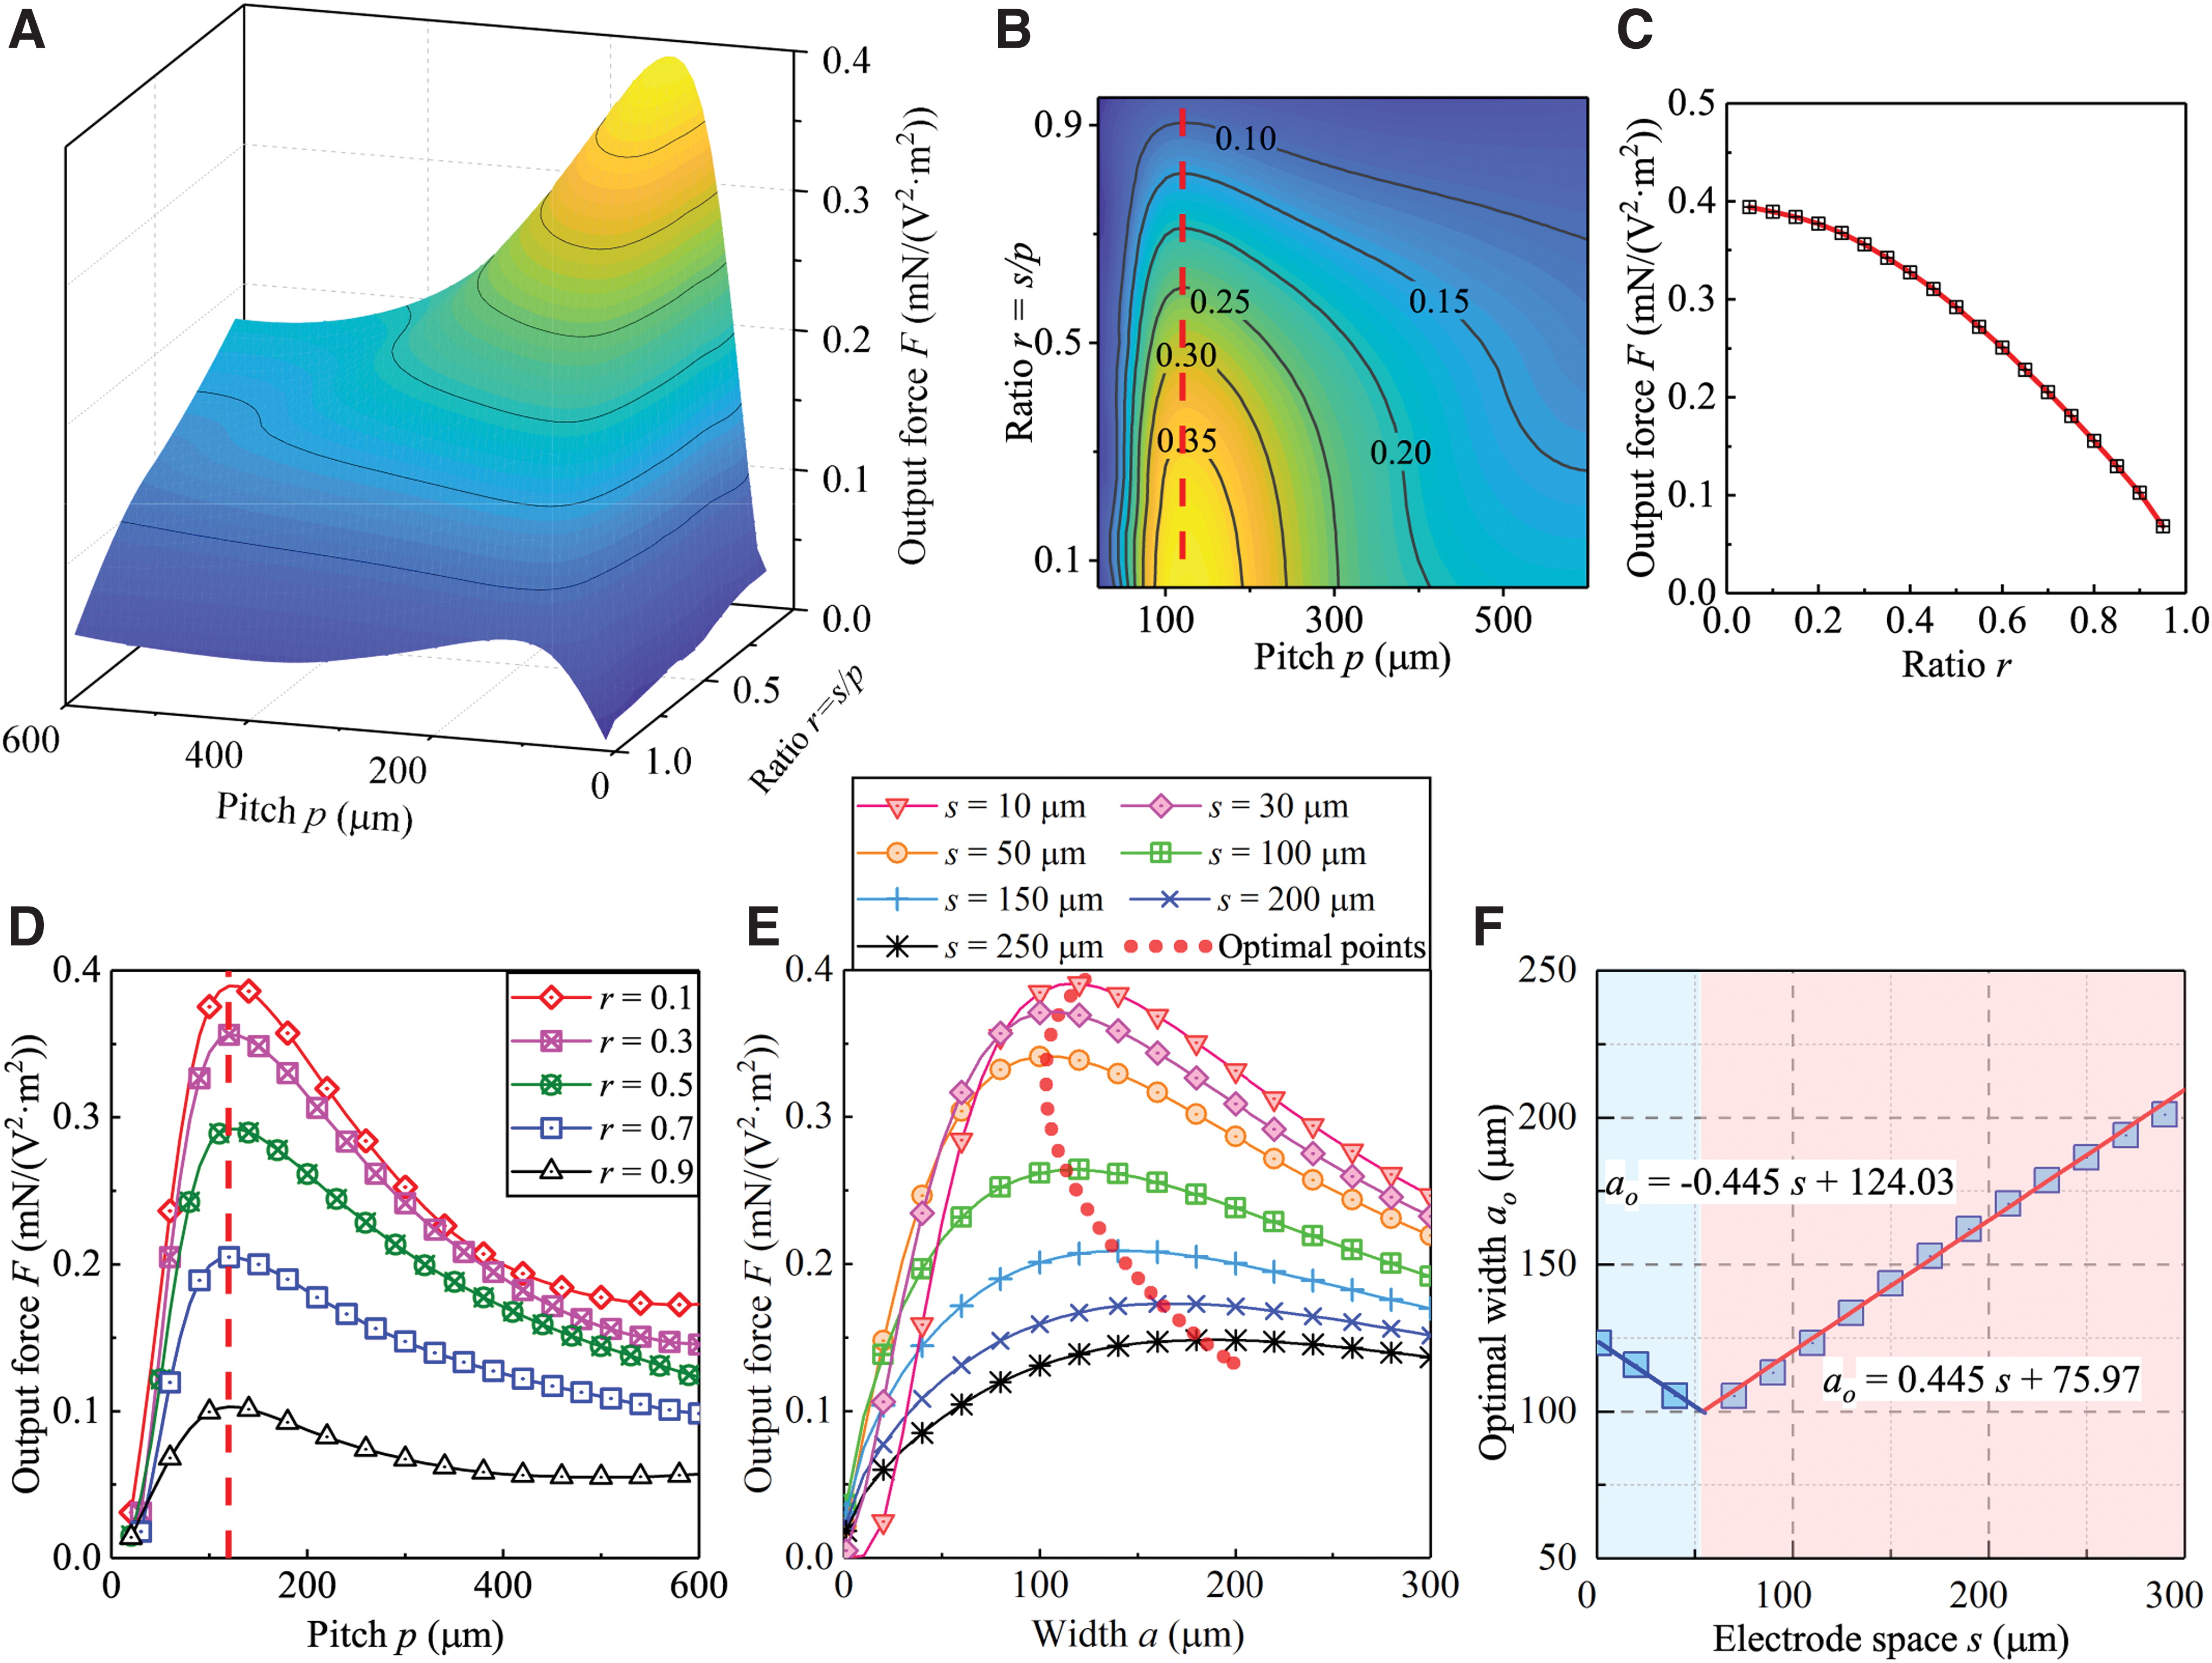 A
0.4
0.3
0.2
0.1
0.0
Output force F (mN/(V²·m²))
600
400
200
0
Pitch p (μm)
1.0
0.5
Ratio r=s/p
B
0.9
0.5
0.1
Ratio r = s/p
0.10
0.15
0.25
0.30
0.35
0.20
100 300 500
Pitch p (μm)
C
0.5
0.4
0.3
0.2
0.1
0.0
Output force F (mN/(V²·m²))
0.0 0.2 0.4 0.6 0.8 1.0
Ratio r
D
0.4
0.3
0.2
0.1
0.0
Output force F (mN/(V²·m²))
r = 0.1
r = 0.3
r = 0.5
r = 0.7
r = 0.9
0 200 400 600
Pitch p (μm)
E
s = 10 μm s = 30 μm
s = 50 μm s = 100 μm
s = 150 μm s = 200 μm
s = 250 μm Optimal points
0.4
0.3
0.2
0.1
0.0
Output force F (mN/(V²·m²))
0 100 200 300
Width a (μm)
F
250
200
150
100
50
Optimal width aₒ (μm)
aₒ = -0.445 s + 124.03
aₒ = 0.445 s + 75.97
0 100 200 300
Electrode space s (μm)